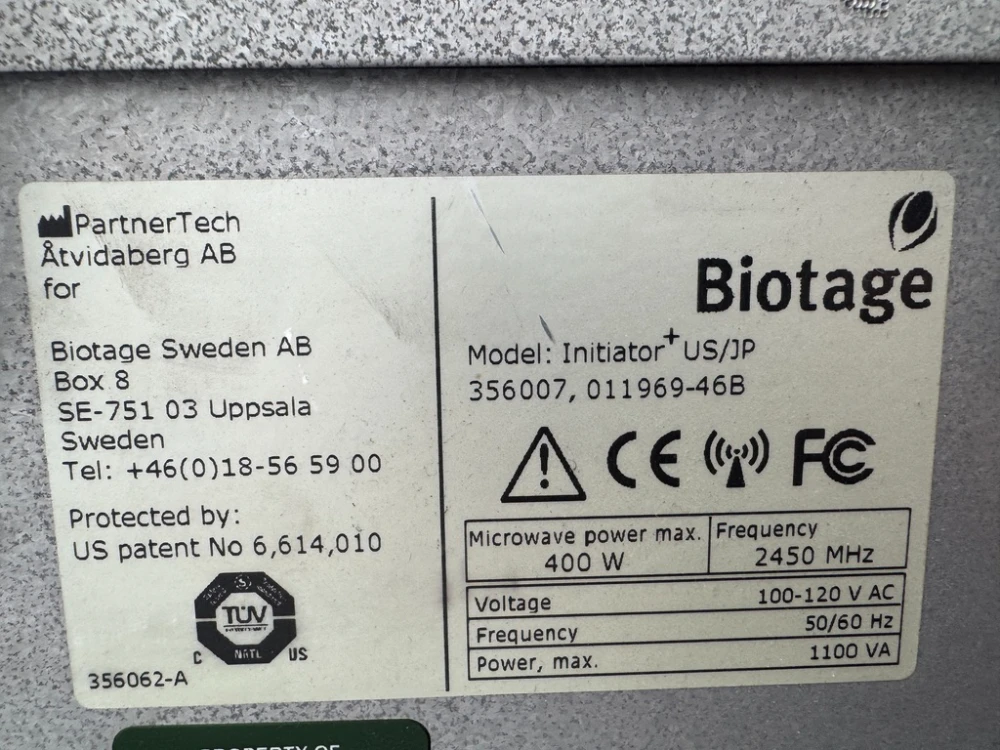 PartnerTech
Åtvidaberg AB
for
Biotage Sweden AB
Box 8
SE-751 03 Uppsala
Sweden
Tel: +46(0)18-56 59 00
Protected by:
US patent No 6,614,010
TÜV
C NRTL US
356062-A
Biotage
Model: Initiator+ US/JP
356007, 011969-46B
CE FC
Microwave power max. 400 W
Frequency 2450 MHz
Voltage 100-120 V AC
Frequency 50/60 Hz
Power, max. 1100 VA
PROPERTY OF